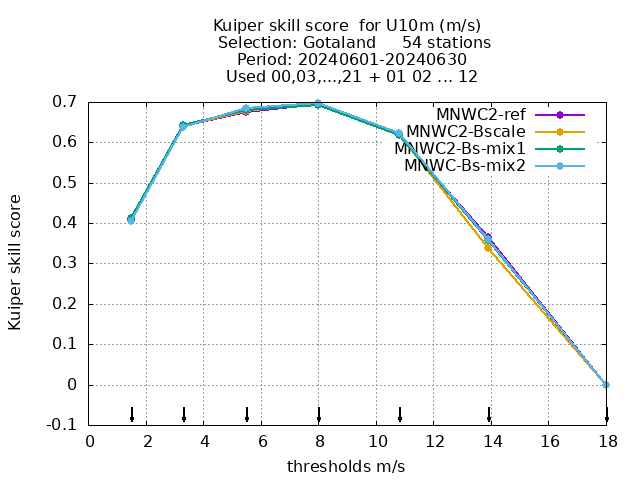 Kuiper skill score  for U10m (m/s)
Selection: Gotaland     54 stations
Period: 20240601-20240630
Used 00,03,...,21 + 01 02 ... 12
MNWC2-ref
MNWC2-Bscale
MNWC2-Bs-mix1
MNWC-Bs-mix2
Kuiper skill score
0.7
0.6
0.5
0.4
0.3
0.2
0.1
0
-0.1
0 2 4 6 8 10 12 14 16 18
thresholds m/s